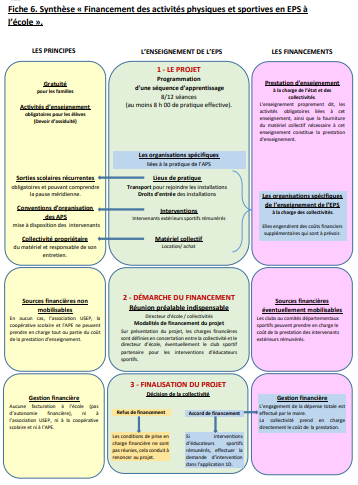 Fiche 6. Synthèse « Financement des activités physiques et sportives en EPS à
l'école ».
LES PRINCIPES
L'ENSEIGNEMENT DE L'EPS
LES FINANCEMENTS
Gratuité
pour les familles
Activités d'enseignement
obligatoires pour les élèves
(Devoir d'assiduité)
Sorties scolaires récurrentes
obligatoires et pouvant comprendre
la pause méridienne.
Conventions d'organisation
des APS
mise à disposition des intervenants
Collectivité propriétaire
du matériel et responsable de son
entretien.
1 - LE PROJET
Programmation
d'une séquence d'apprentissage
8/12 séances
(au moins 8 h 00 de pratique effective).
Les organisations spécifiques
liées à la pratique de l'APS
Lieux de pratique
Transport pour rejoindre les installations
Droits d'entrée des installations
Interventions
Intervenants extérieurs sportifs rémunérés
Matériel collectif
Location/ achat
Prestation d'enseignement
à la charge de l'état et des
collectivités.
L'enseignement proprement dit, les
activités obligatoires liées à cet
enseignement, ainsi que la fourniture
du matériel collectif nécessaire à cet
enseignement constitue la prestation
d'enseignement.
Les organisations spécifiques
de l'enseignement de l'EPS
à la charge des collectivités.
Elles engendrent des coûts financiers
supplémentaires qui sont à prévoir.
Sources financières non
mobilisables
En aucun cas, l'association USEP, la
coopérative scolaire et l'APE ne peuvent
prendre en charge tout ou partie du coût
de la prestation d'enseignement.
2 - DÉMARCHE DU FINANCEMENT
Réunion préalable indispensable
Directeur d'école / collectivités
Modalités de financement du projet
Sur présentation du projet, les charges financières
sont définies en concertation entre la collectivité et le
directeur d'école, éventuellement le club sportif
partenaire pour les interventions d'éducateurs
sportifs.
Sources financières
éventuellement mobilisables
Les clubs ou comités départementaux
sportifs peuvent prendre en charge le
coût de la prestation des intervenants
extérieurs rémunérés.
Gestion financière
Aucune facturation à l'école (pas
d'autonomie financière), ni à
l'association USEP, ni à la coopérative
scolaire et ni à l'APE.
3 - FINALISATION DU PROJET
Décision de la collectivité
Refus de financement
Accord de financement
Les conditions de prise en
charge financière ne sont
pas réunies, cela conduit à
renoncer au projet.
Si interventions
d'éducateurs sportifs
rémunérés, effectuer la
demande d'intervention
dans l'application 1D.
Gestion financière
L'engagement de la dépense totale est
effectué par le maire.
La collectivité prend en charge
directement le coût de la prestation.